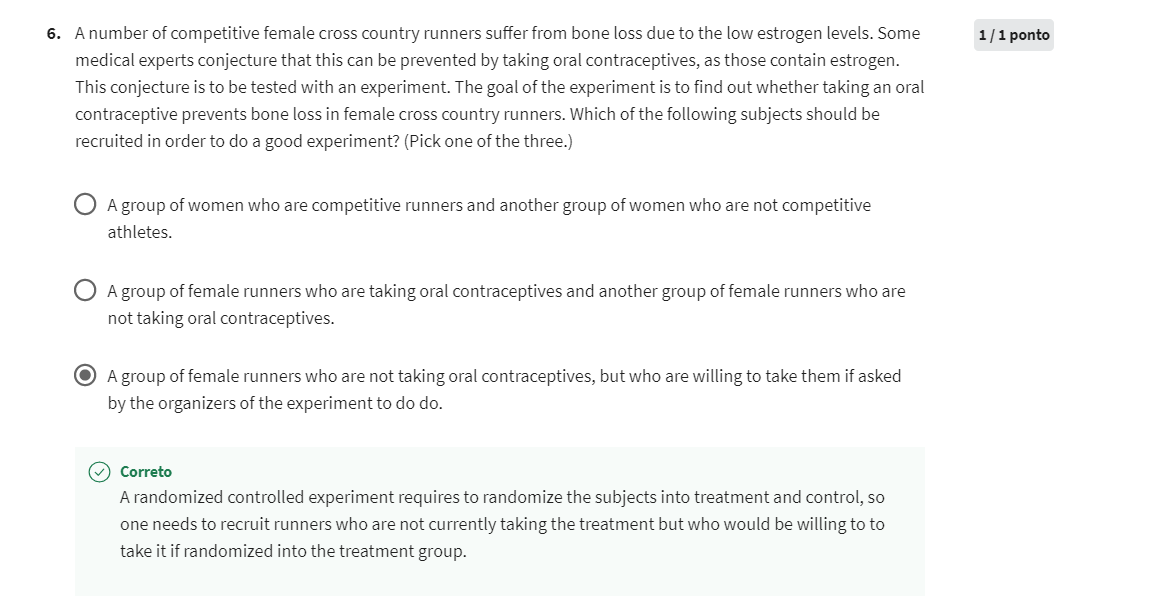 6. A number of competitive female cross country runners suffer from bone loss due to the low estrogen levels. Some
1 / 1 ponto
medical experts conjecture that this can be prevented by taking oral contraceptives, as those contain estrogen.
This conjecture is to be tested with an experiment. The goal of the experiment is to find out whether taking an oral
contraceptive prevents bone loss in female cross country runners. Which of the following subjects should be
recruited in order to do a good experiment? (Pick one of the three.)
A group of women who are competitive runners and another group of women who are not competitive
athletes.
A group of female runners who are taking oral contraceptives and another group of female runners who are
not taking oral contraceptives.
A group of female runners who are not taking oral contraceptives, but who are willing to take them if asked
by the organizers of the experiment to do do.
Correto
A randomized controlled experiment requires to randomize the subjects into treatment and control, so
one needs to recruit runners who are not currently taking the treatment but who would be willing to to
take it if randomized into the treatment group.